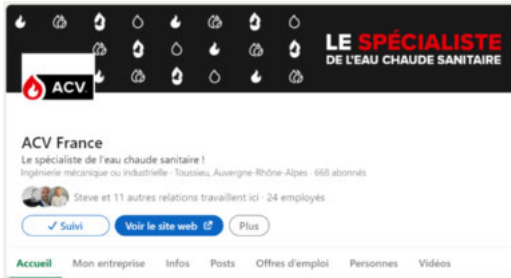 LE SPÉCIALISTE
DE L'EAU CHAUDE SANITAIRE
ACV.
ACV France
Le spécialiste de l'eau chaude sanitaire !
Ingénierie mécanique ou industrielle · Toussieu, Auvergne-Rhône-Alpes · 668 abonnés
Steve et 11 autres relations travaillent ici · 24 employés
Suivi Voir le site web Plus
Accueil Mon entreprise Infos Posts Offres d'emploi Personnes Vidéos